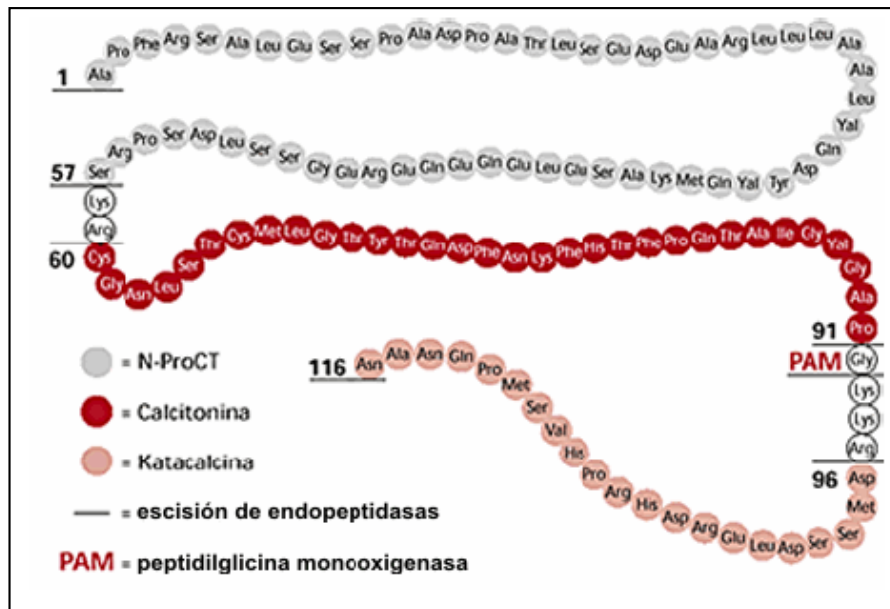 1 Ala Pro Phe Arg Ser Ala Leu Glu Ser Ser Pro Ala Asp Pro Ala Thr Leu Ser Glu Asp Glu Ala Arg Leu Leu Leu Ala
Ala
Leu
Val
57 Ser Arg Pro Ser Asp Leu Ser Ser Gly Glu Arg Glu Gln Glu Gln Glu Leu Glu Ser Ala Lys Met Gln Val Tyr Asp Gln
Lys
Arg
60 Cys Gly Asn Leu Ser Thr Cys Met Leu Gly Thr Tyr Thr Gln Asp Phe Asn Lys Phe His Thr Phe Pro Gln Thr Ala Ile Gly Val
Gly
Ala
91 Pro
PAM Gly
Lys
Lys
Arg
116 Asn Ala Asn Gln Pro Met Ser Val His Pro Arg His Asp Arg Glu Leu Asp Ser Ser
Met
96 Asp
= N-ProCT
= Calcitonina
= Katacalcina
= escisión de endopeptidasas
PAM = peptidilglicina monooxigenasa